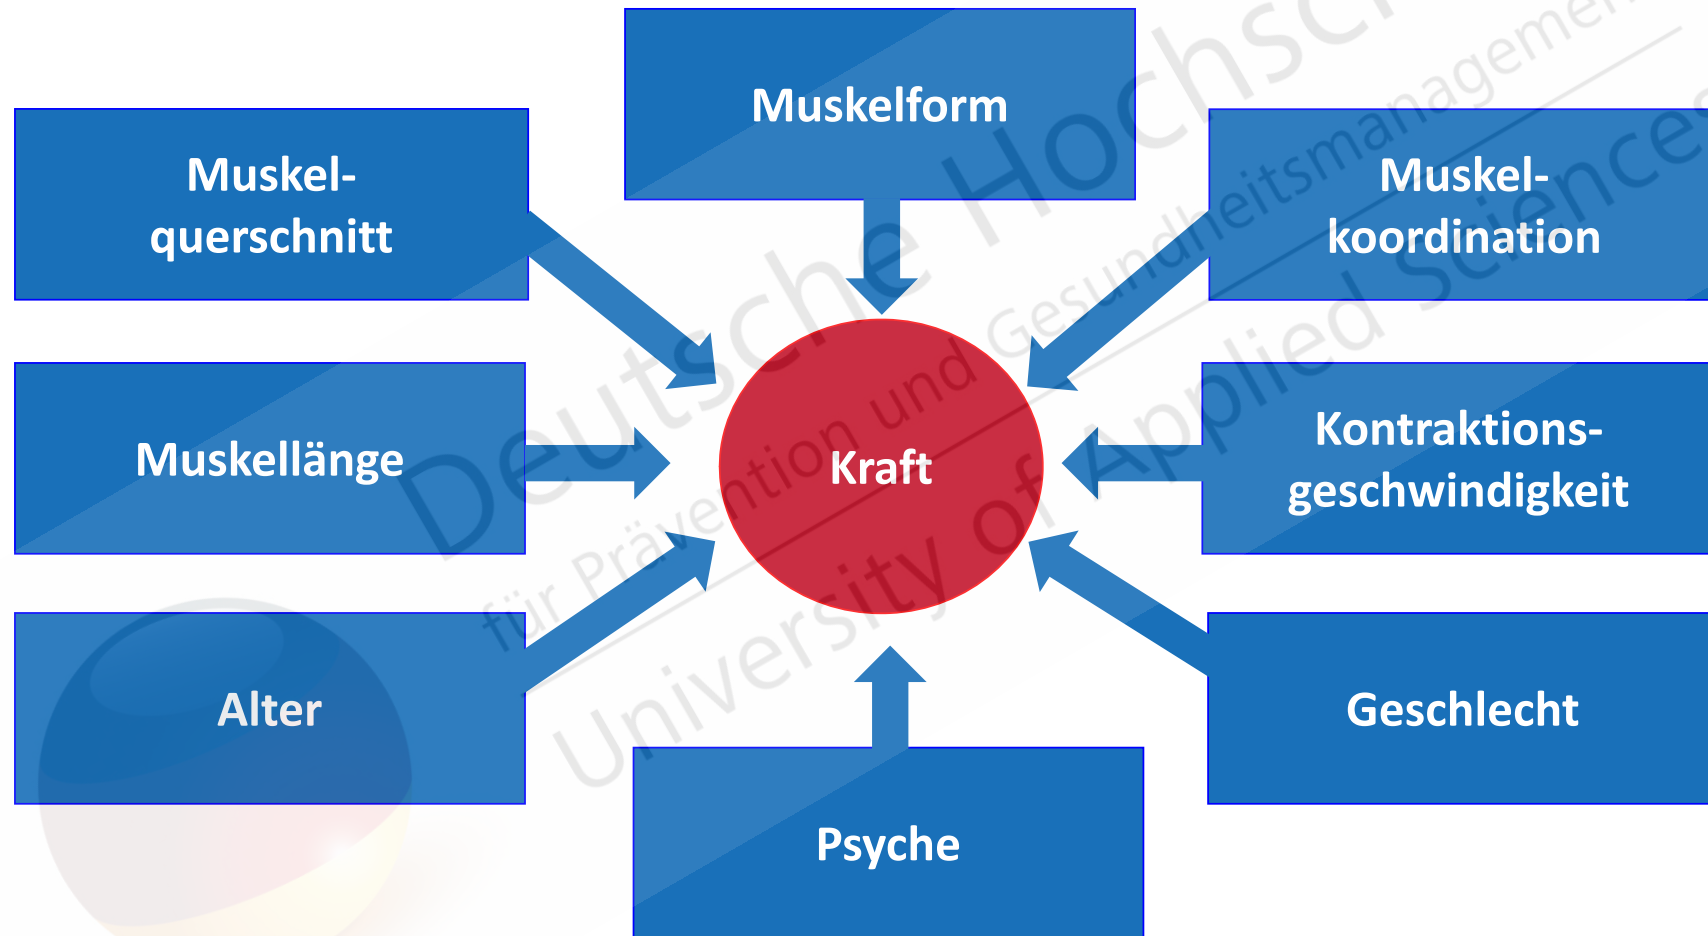 Muskelform
Muskel-
querschnitt
Muskel-
koordination
Muskellänge
Kraft
Kontraktions-
geschwindigkeit
Alter
Geschlecht
Psyche
Deutsche
für Prävention und Gesundheitsmanagement
University of Applied Sciences